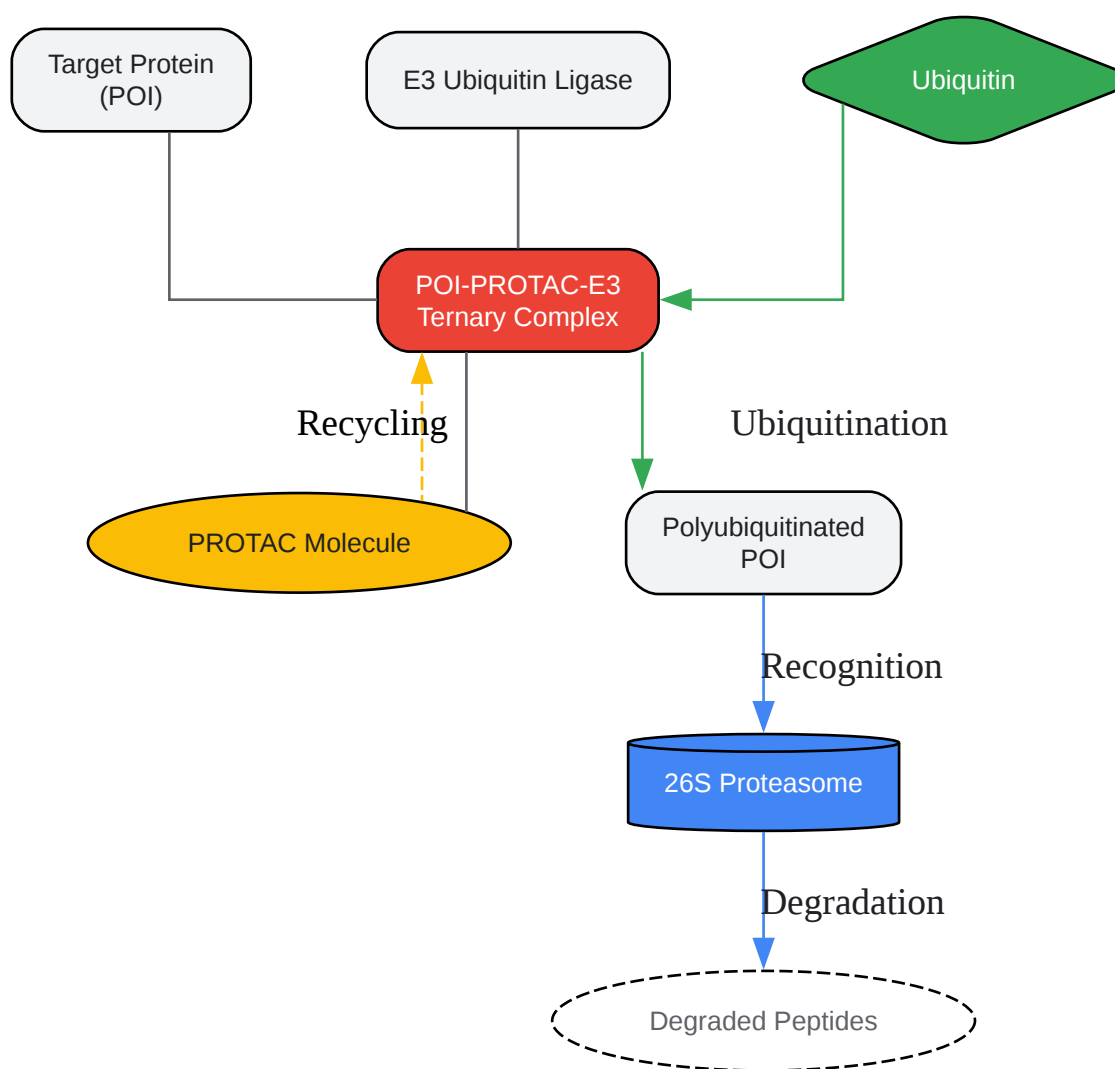 Target Protein
(POI)
E3 Ubiquitin Ligase
Ubiquitin
POI-PROTAC-E3
Ternary Complex
Recycling
Ubiquitination
PROTAC Molecule
Polyubiquitinated
POI
Recognition
26S Proteasome
Degradation
Degraded Peptides